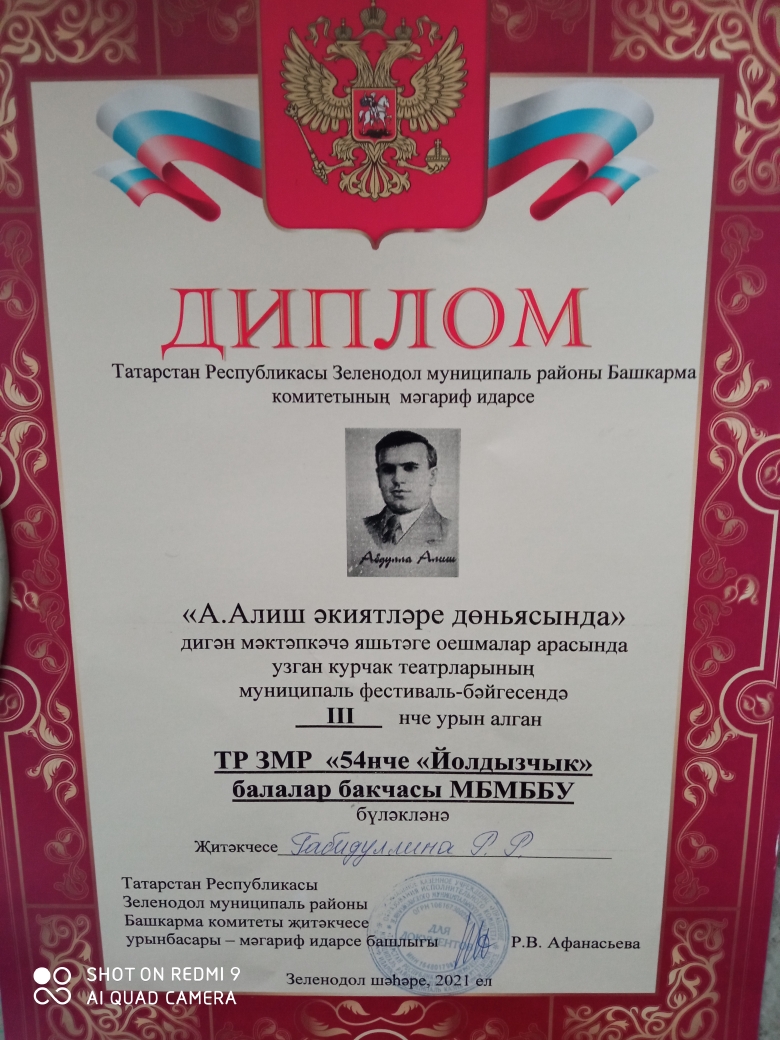 ДИПЛОМ
Татарстан Республикасы Зеленодол муниципаль районы Башкарма
комитетының мәгариф идарсе
Абдулла Алиш
«А.Алиш әкиятләре дөньясында»
дигән мәктәпкәчә яшьтәге оешмалар арасында
узган курчак театрларының
муниципаль фестиваль-бәйгесендә
III нче урын алган
ТР ЗМР «54нче «Йолдызчык»
балалар бакчасы МБМББУ
бүләкләнә
Җитәкчесе Габидуллина Р. Р.
Татарстан Республикасы
Зеленодол муниципаль районы
Башкарма комитеты җитәкчесе
урынбасары – мәгариф идарсе башлыгы Р.В. Афанасьева
ДЛЯ
ДОКУМЕНТОВ
Зеленодол шәһәре, 2021 ел
SHOT ON REDMI 9
AI QUAD CAMERA